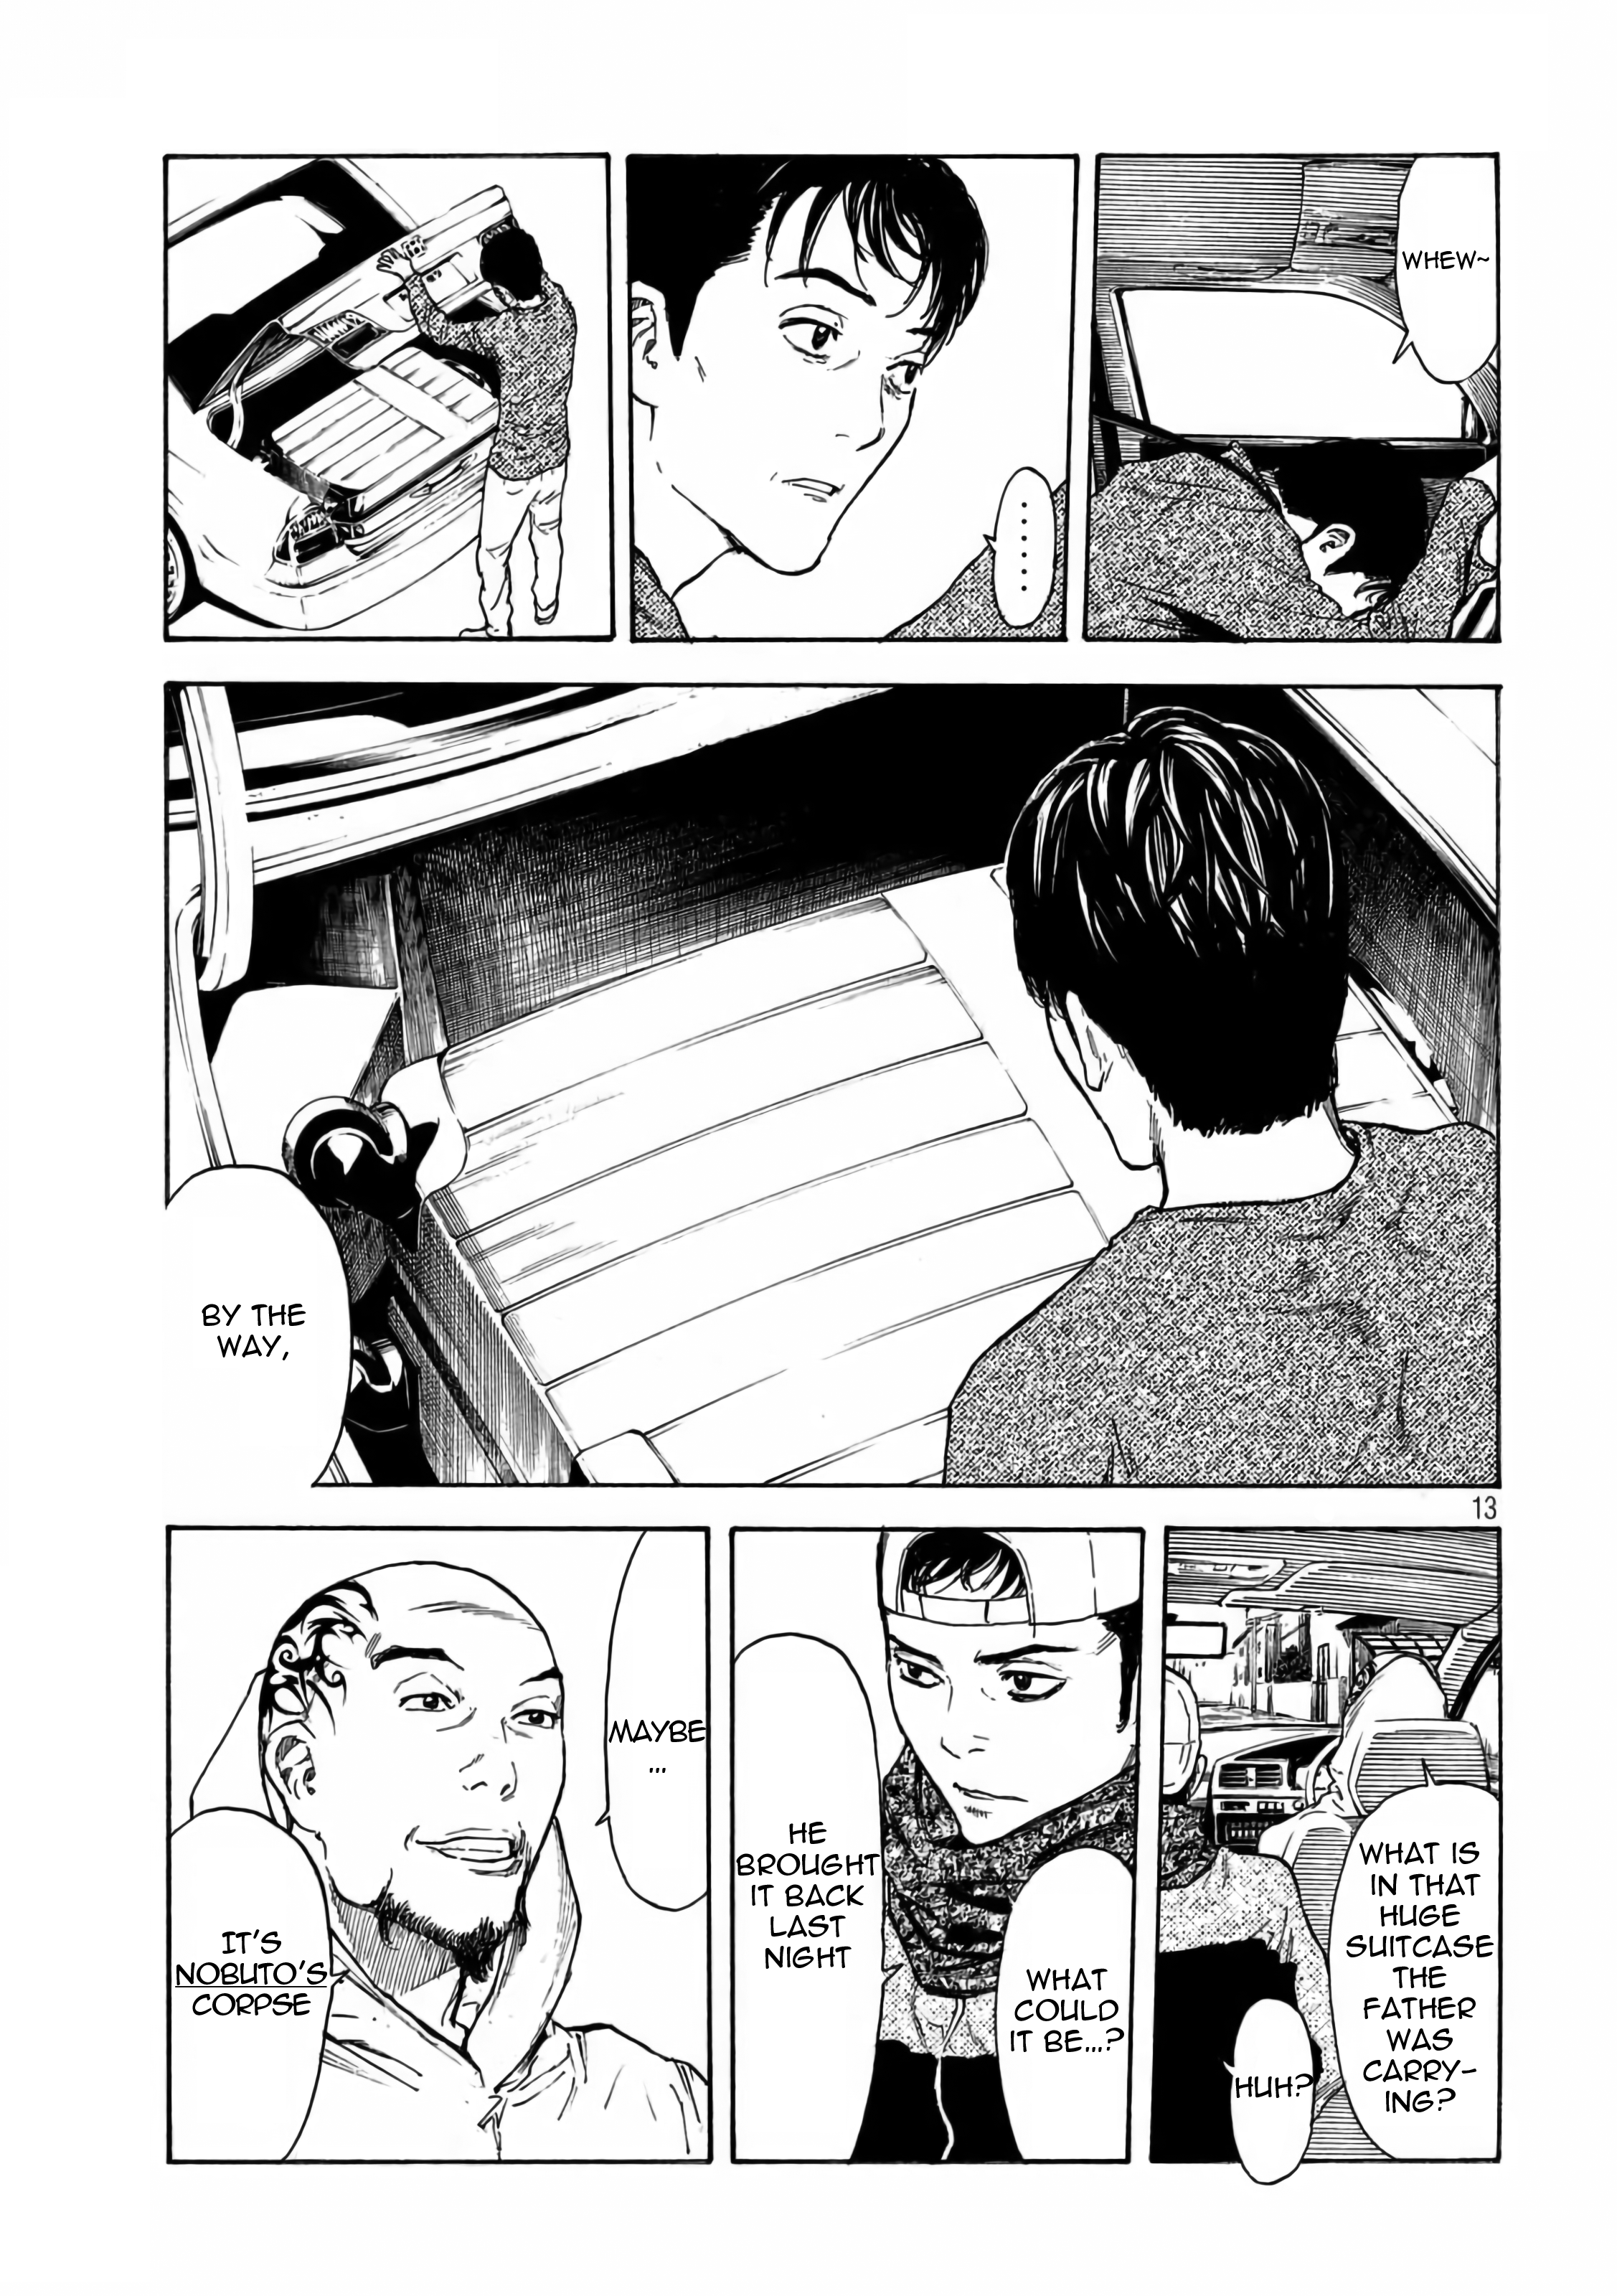 WHEW~
.......
BY THE
WAY,
13
WHAT IS
IN THAT
HUGE
SUITCASE
THE
FATHER
WAS
CARRY-
ING?
HUH?
WHAT
COULD
IT BE...?
HE
BROUGHT
IT BACK
LAST
NIGHT
MAYBE
...
IT'S
NOBUTO'S
CORPSE